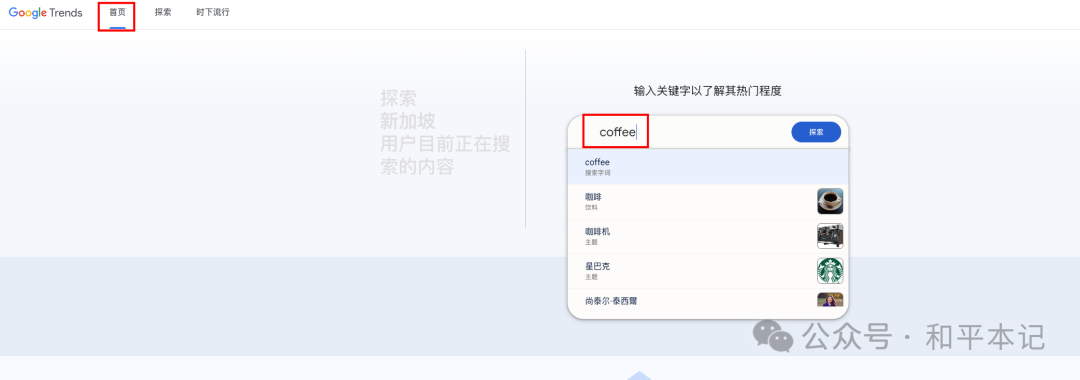 Google Trends 首页 探索 时下流行
探索
新加坡
用户目前正在搜
索的内容
输入关键字以了解其热门程度
coffee 探索
coffee
搜索字词
咖啡
饮料
咖啡机
主题
星巴克
主题
尚泰尔·泰西爾
公众号 · 和平本记